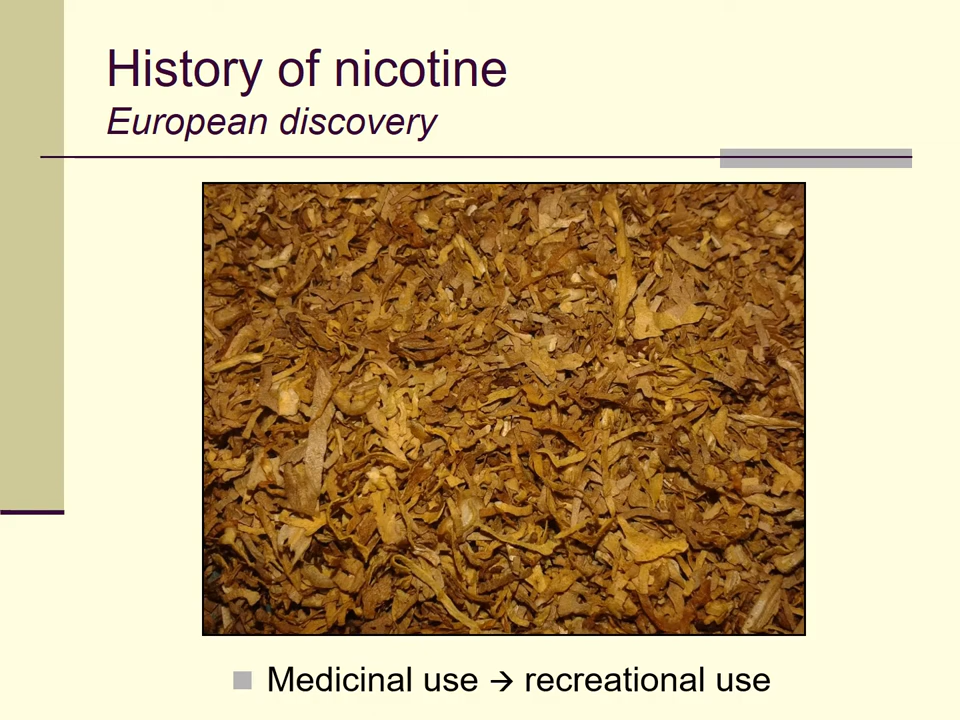 History of nicotine
European discovery
Medicinal use → recreational use